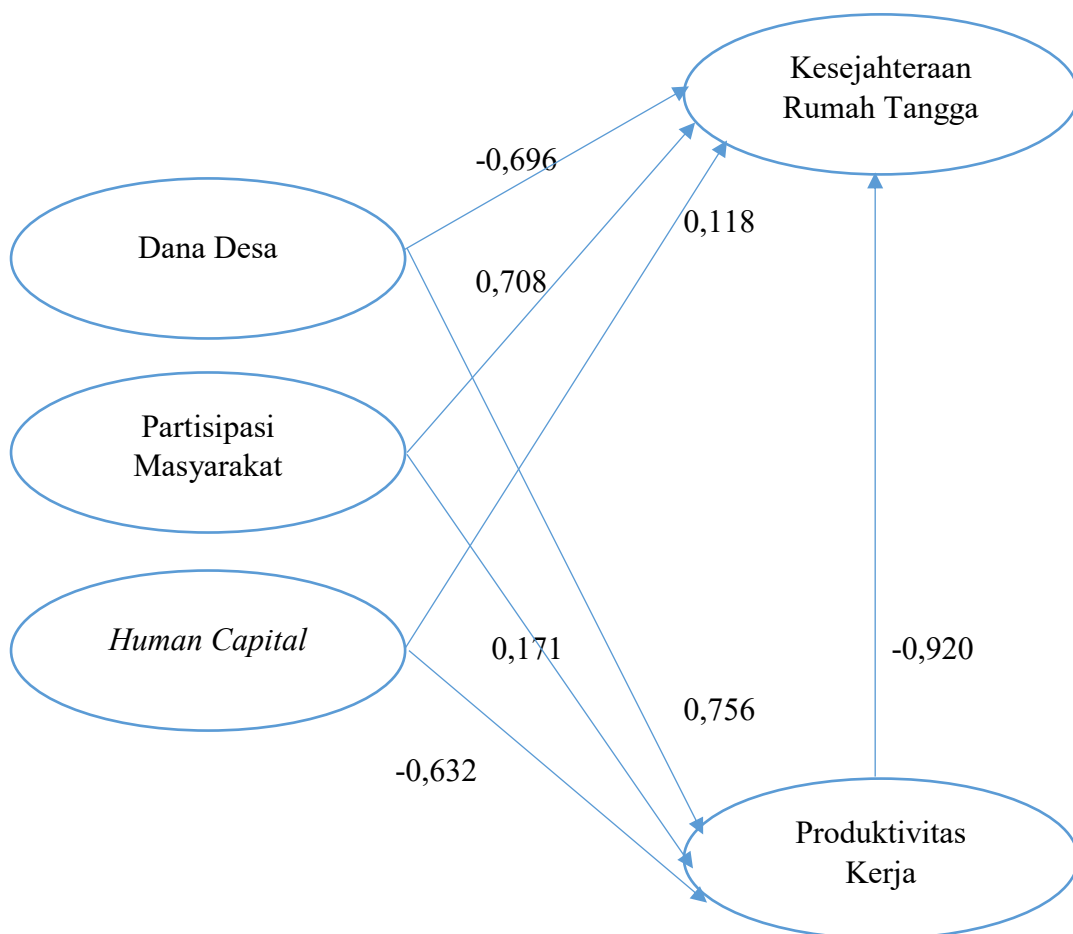 Kesejahteraan
Rumah Tangga
-0,696
0,118
Dana Desa
0,708
Partisipasi
Masyarakat
Human Capital
0,171
-0,920
0,756
-0,632
Produktivitas
Kerja